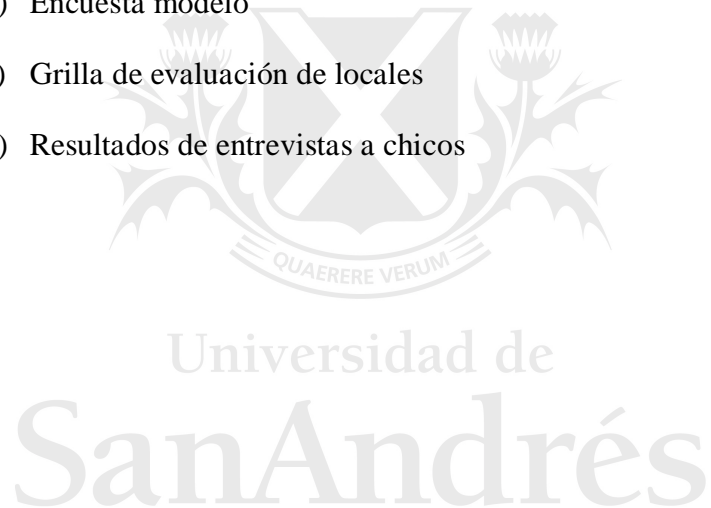 ) Encuesta modelo
) Grilla de evaluación de locales
) Resultados de entrevistas a chicos
QUAERERE VERUM
Universidad de
SanAndrés